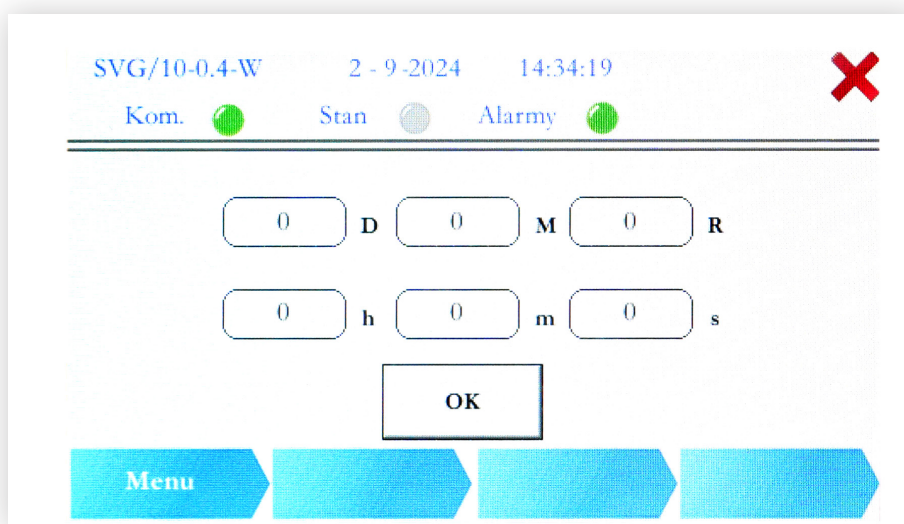 SVG/10-0.4-W 2 - 9 -2024 14:34:19
Kom. Stan Alarmy
0 D 0 M 0 R
0 h 0 m 0 s
OK
Menu